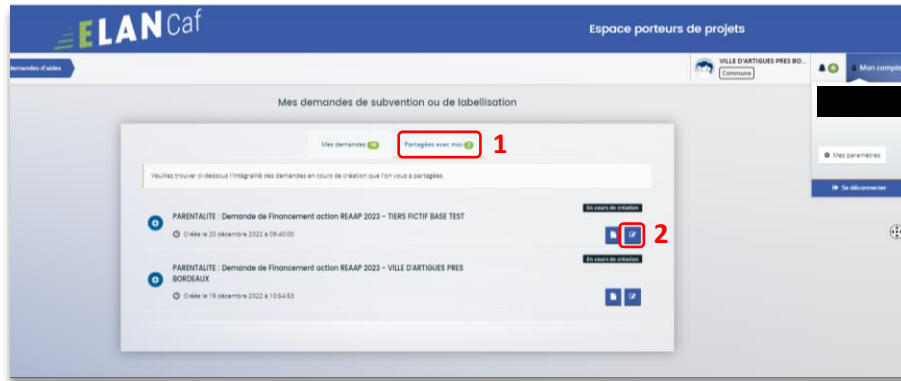 ELAN Caf
Espace porteurs de projets
demandes d'aides
VILLE D'ARTIGUES PRES BO...
Commune
Mon compte
Mes demandes de subvention ou de labellisation
Mes demandes
Partagées avec moi
1
Mes paramètres
Veuillez trouver ci-dessous l'intégralité des demandes en cours de création que l'on vous a partagées.
Se déconnecter
En cours de création
PARENTALITE : Demande de Financement action REAAP 2023 - TIERS FICTIF BASE TEST
Créée le 20 décembre 2022 à 09:40:00
2
En cours de création
PARENTALITE : Demande de Financement action REAAP 2023 - VILLE D'ARTIGUES PRES
BORDEAUX
Créée le 19 décembre 2022 à 10:54:53